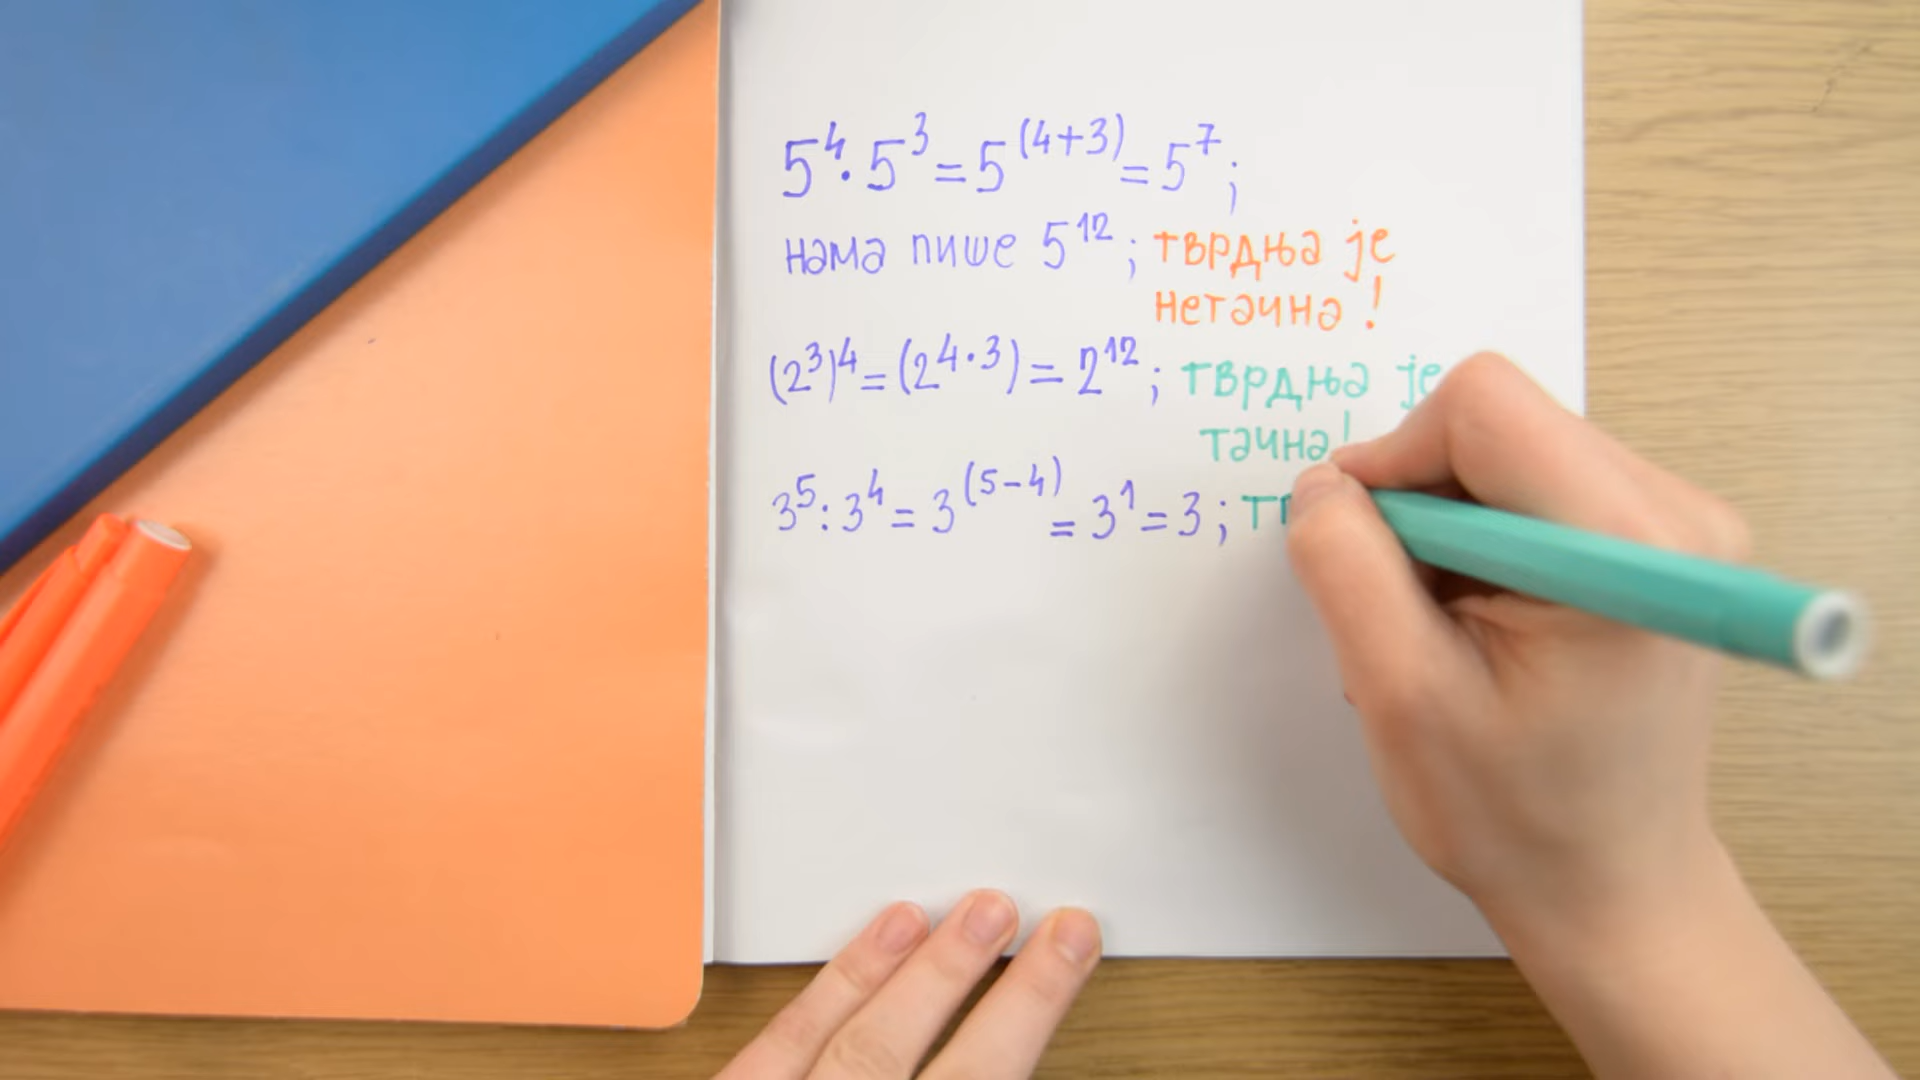 5⁴·5³=5⁽⁴⁺³⁾=5⁷;
нама пише 5¹²; тврдња је
нетачна!
(2³)⁴=(2⁴·³)=2¹²; тврдња је
тачна!
3⁵:3⁴=3⁽⁵⁻⁴⁾=3¹=3;